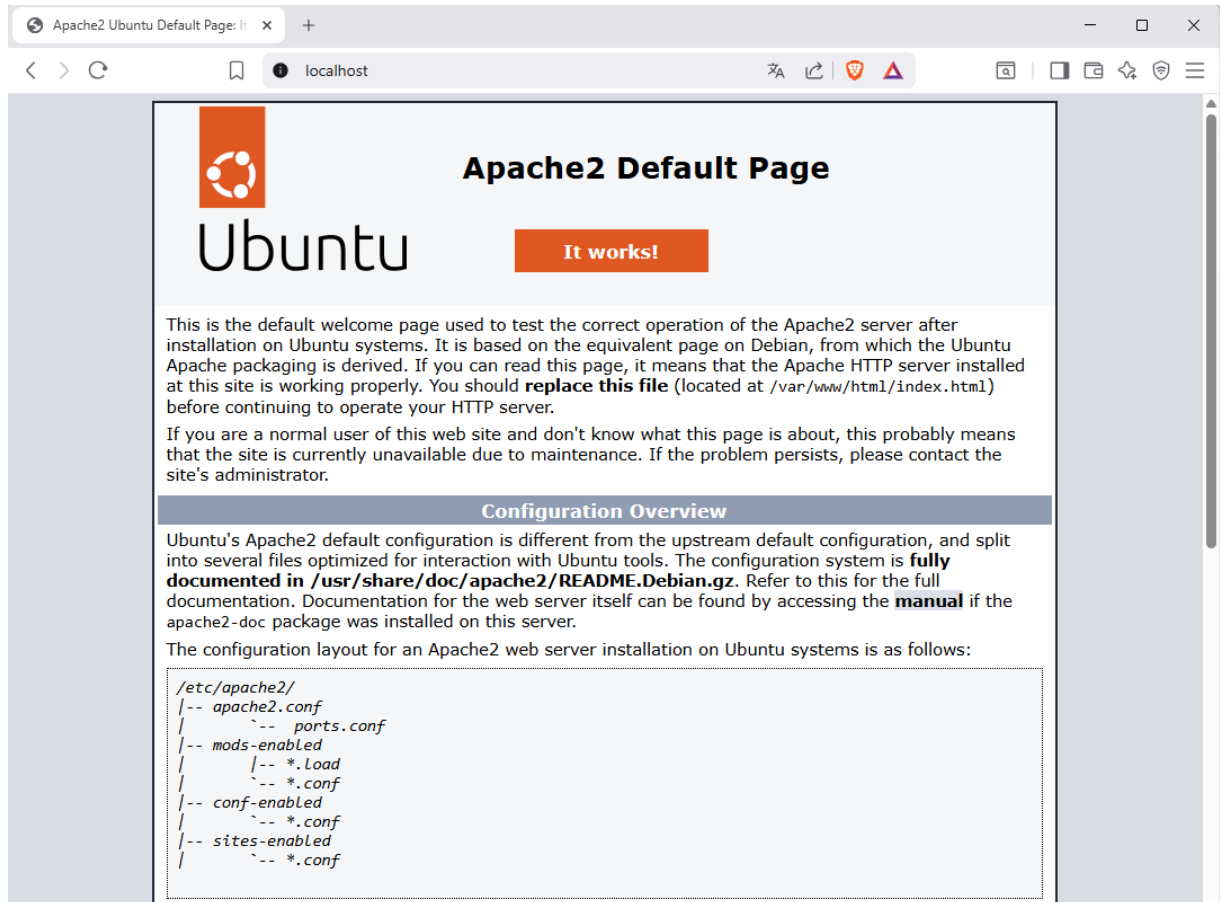 Apache2 Ubuntu Default Page: It
localhost
Apache2 Default Page
Ubuntu
It works!
This is the default welcome page used to test the correct operation of the Apache2 server after
installation on Ubuntu systems. It is based on the equivalent page on Debian, from which the Ubuntu
Apache packaging is derived. If you can read this page, it means that the Apache HTTP server installed
at this site is working properly. You should replace this file (located at /var/www/html/index.html)
before continuing to operate your HTTP server.
If you are a normal user of this web site and don't know what this page is about, this probably means
that the site is currently unavailable due to maintenance. If the problem persists, please contact the
site's administrator.
Configuration Overview
Ubuntu's Apache2 default configuration is different from the upstream default configuration, and split
into several files optimized for interaction with Ubuntu tools. The configuration system is fully
documented in /usr/share/doc/apache2/README.Debian.gz. Refer to this for the full
documentation. Documentation for the web server itself can be found by accessing the manual if the
apache2-doc package was installed on this server.
The configuration layout for an Apache2 web server installation on Ubuntu systems is as follows:
/etc/apache2/
|-- apache2.conf
|       `--  ports.conf
|-- mods-enabled
|       |-- *.load
|       `-- *.conf
|-- conf-enabled
|       `-- *.conf
|-- sites-enabled
|       `-- *.conf